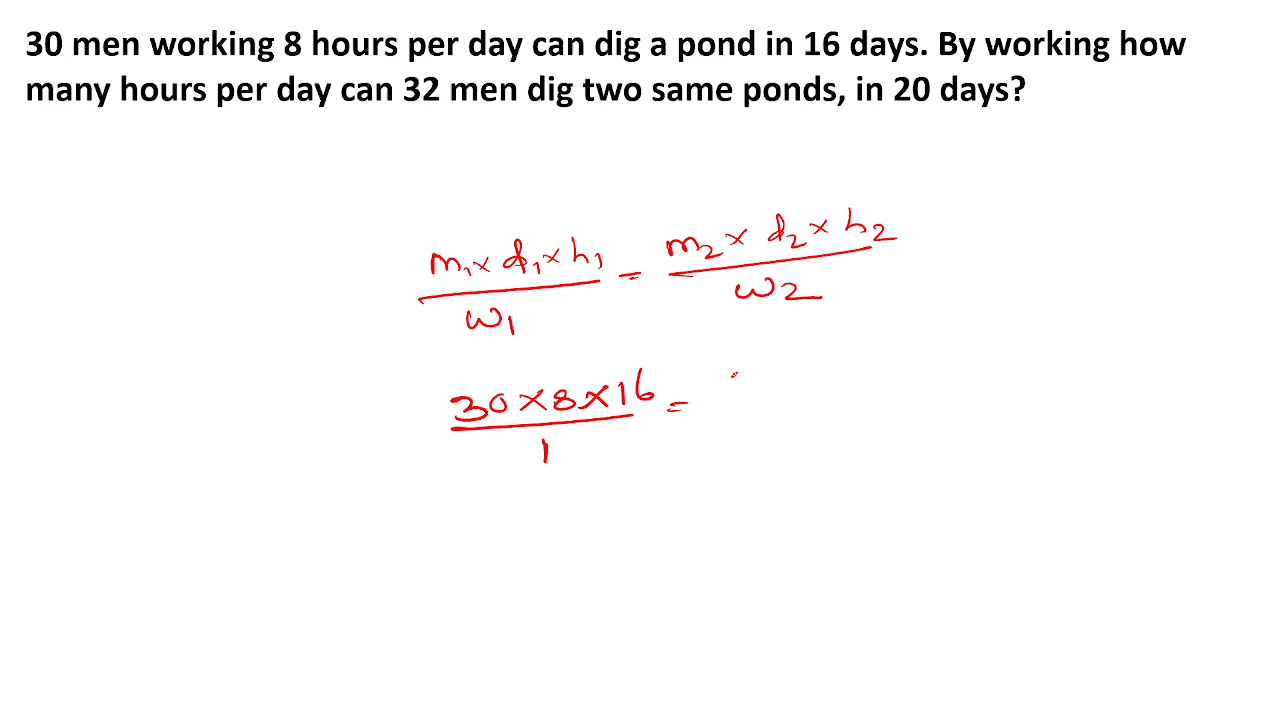 30 men working 8 hours per day can dig a pond in 16 days. By working how
many hours per day can 32 men dig two same ponds, in 20 days?
m₁ × d₁ × h₁ / w₁ = m₂ × d₂ × h₂ / w₂
30 × 8 × 16 / 1 =